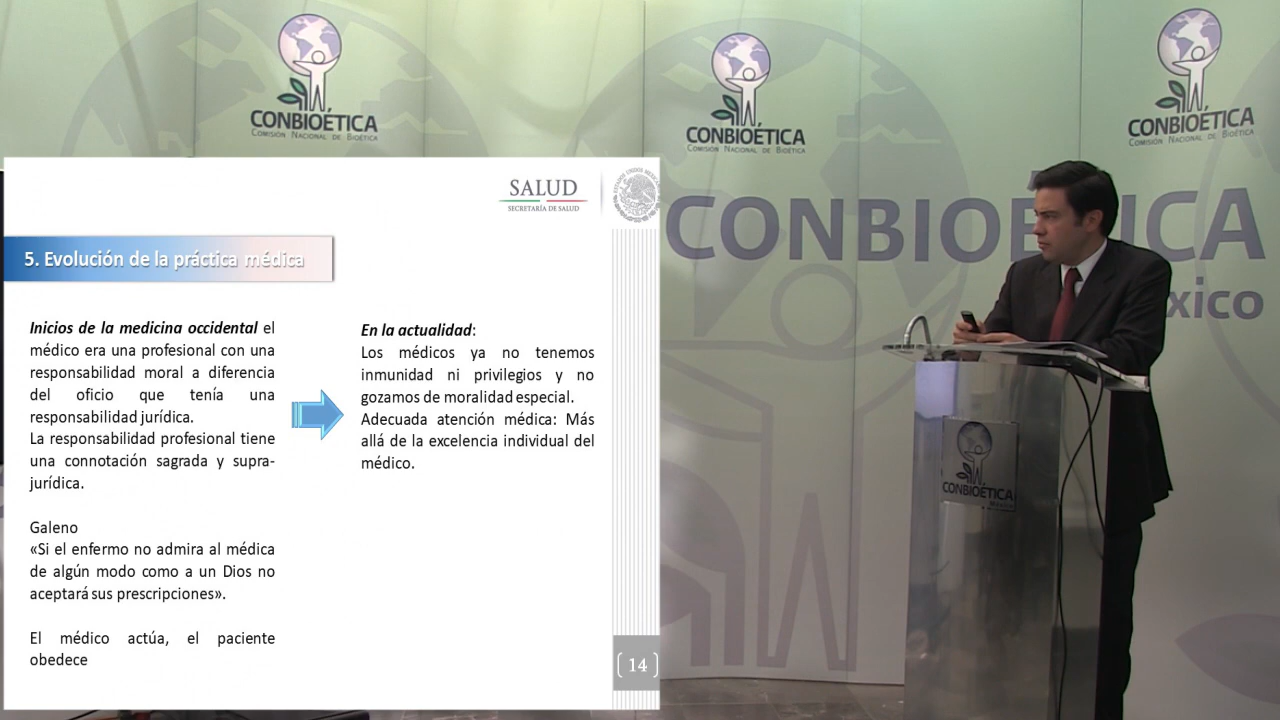 CONBIOÉTICA
COMISIÓN NACIONAL DE BIOÉTICA
CONBIOÉTICA
COMISIÓN NACIONAL DE BIOÉTICA
CONBIOÉTICA
COMISIÓN NACIONAL DE BIOÉTICA
CONBIOÉTICA
xico
SALUD
SECRETARÍA DE SALUD
5. Evolución de la práctica médica
Inicios de la medicina occidental el
médico era una profesional con una
responsabilidad moral a diferencia
del oficio que tenía una
responsabilidad jurídica.
La responsabilidad profesional tiene
una connotación sagrada y supra-
jurídica.
Galeno
«Si el enfermo no admira al médica
de algún modo como a un Dios no
aceptará sus prescripciones».
El médico actúa, el paciente
obedece
En la actualidad:
Los médicos ya no tenemos
inmunidad ni privilegios y no
gozamos de moralidad especial.
Adecuada atención médica: Más
allá de la excelencia individual del
médico.
14
CONBIOÉTICA
México